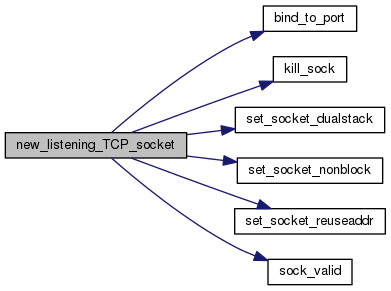 bind_to_port
kill_sock
set_socket_dualstack
new_listening_TCP_socket
set_socket_nonblock
set_socket_reuseaddr
sock_valid